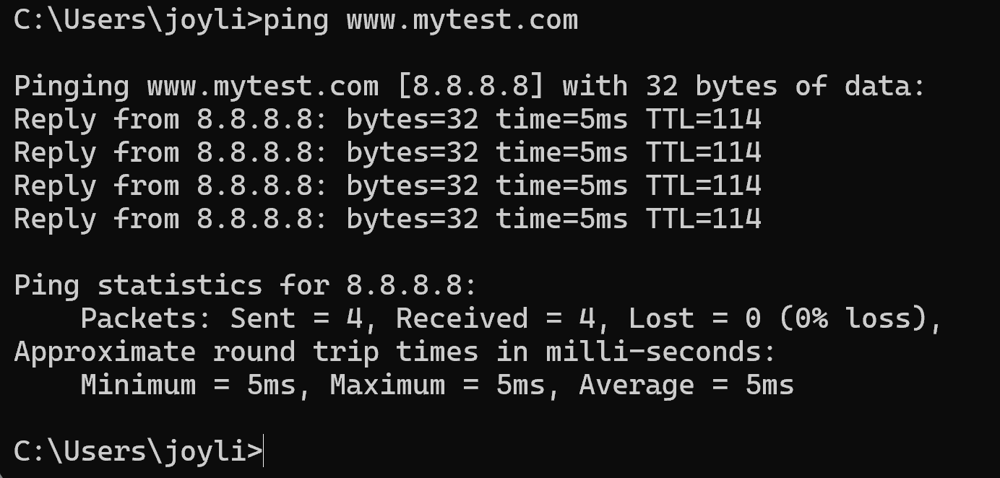 C:\Users\joyli>ping www.mytest.com
Pinging www.mytest.com [8.8.8.8] with 32 bytes of data:
Reply from 8.8.8.8: bytes=32 time=5ms TTL=114
Reply from 8.8.8.8: bytes=32 time=5ms TTL=114
Reply from 8.8.8.8: bytes=32 time=5ms TTL=114
Reply from 8.8.8.8: bytes=32 time=5ms TTL=114
Ping statistics for 8.8.8.8:
    Packets: Sent = 4, Received = 4, Lost = 0 (0% loss),
Approximate round trip times in milli-seconds:
    Minimum = 5ms, Maximum = 5ms, Average = 5ms
C:\Users\joyli>